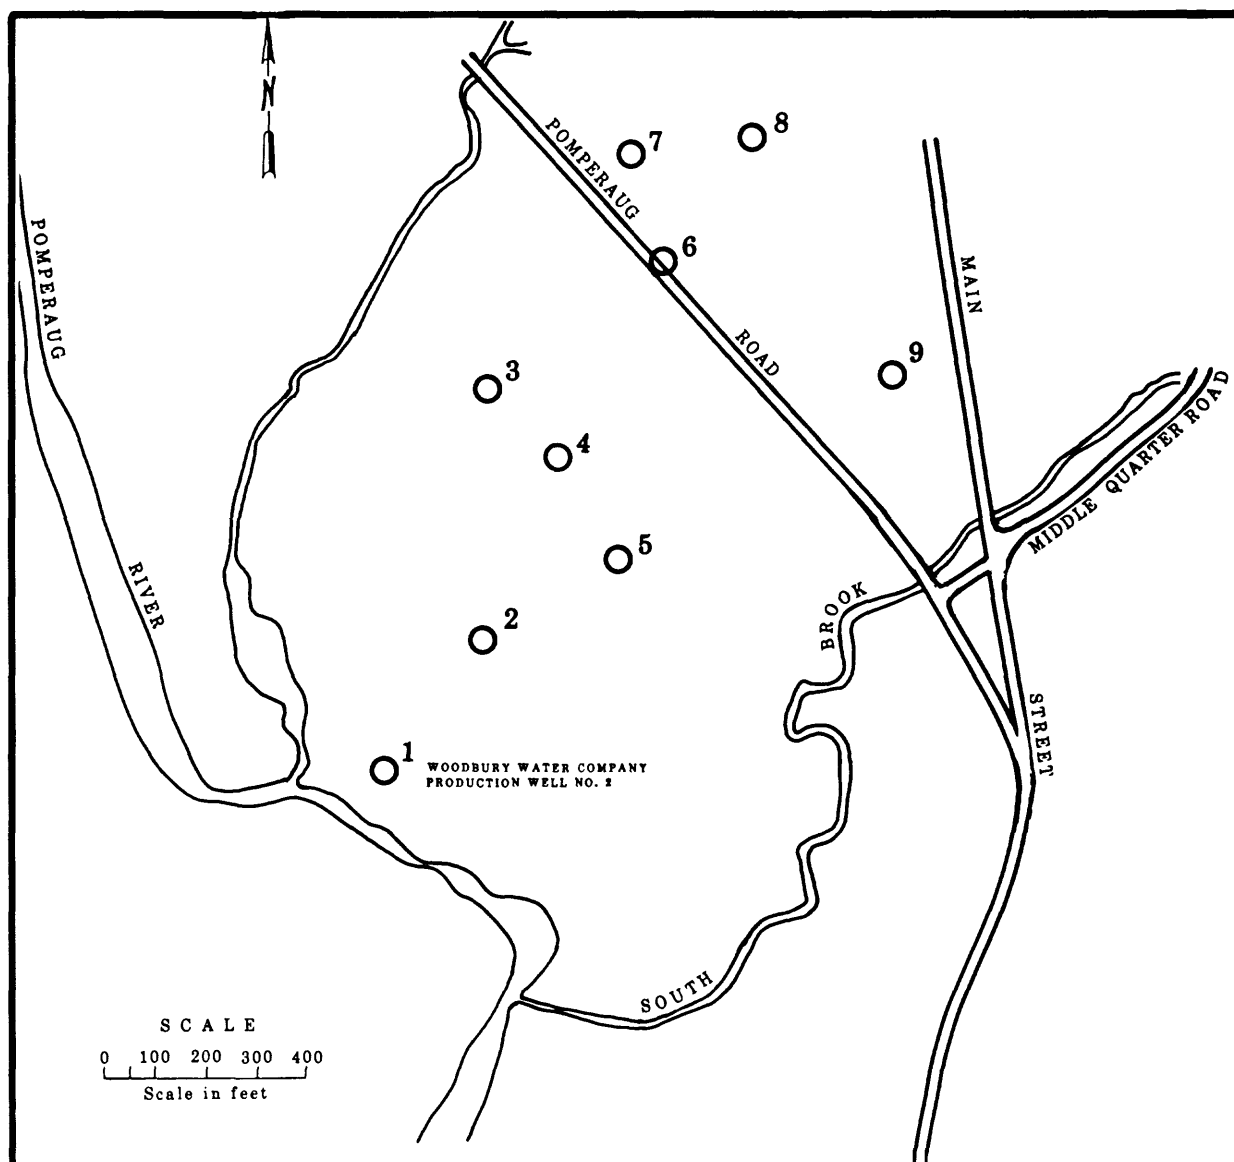 N
POMPERAUG
RIVER
POMPERAUG
ROAD
MAIN
STREET
MIDDLE QUARTER ROAD
SOUTH
BROOK
7
8
6
9
3
4
5
2
1
WOODBURY WATER COMPANY
PRODUCTION WELL NO. 2
SCALE
0 100 200 300 400
Scale in feet